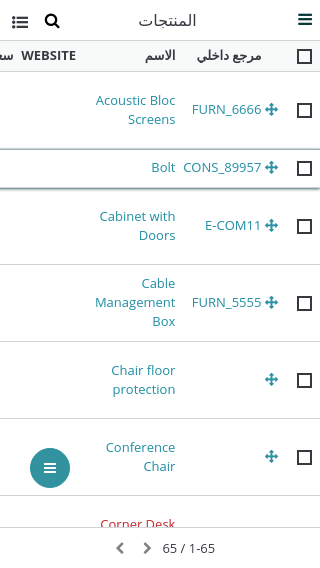 المنتجات
مرجع داخلي الاسم WEBSITE سع
FURN_6666 Acoustic Bloc
Screens
CONS_89957 Bolt
E-COM11 Cabinet with
Doors
Cable
FURN_5555 Management
Box
Chair floor
protection
Conference
Chair
Corner Desk
65 / 1-65